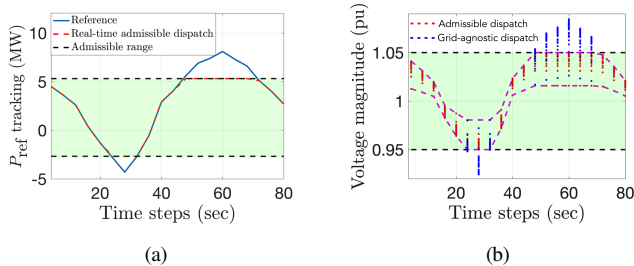 Reference
Real-time admissible dispatch
Admissible range
10
5
0
-5
20
40
60
80
Time steps (sec)
P_ref tracking (MW)
(a)
Admissible dispatch
Grid-agnostic dispatch
1.05
1
0.95
20
40
60
80
Time steps (sec)
Voltage magnitude (pu)
(b)